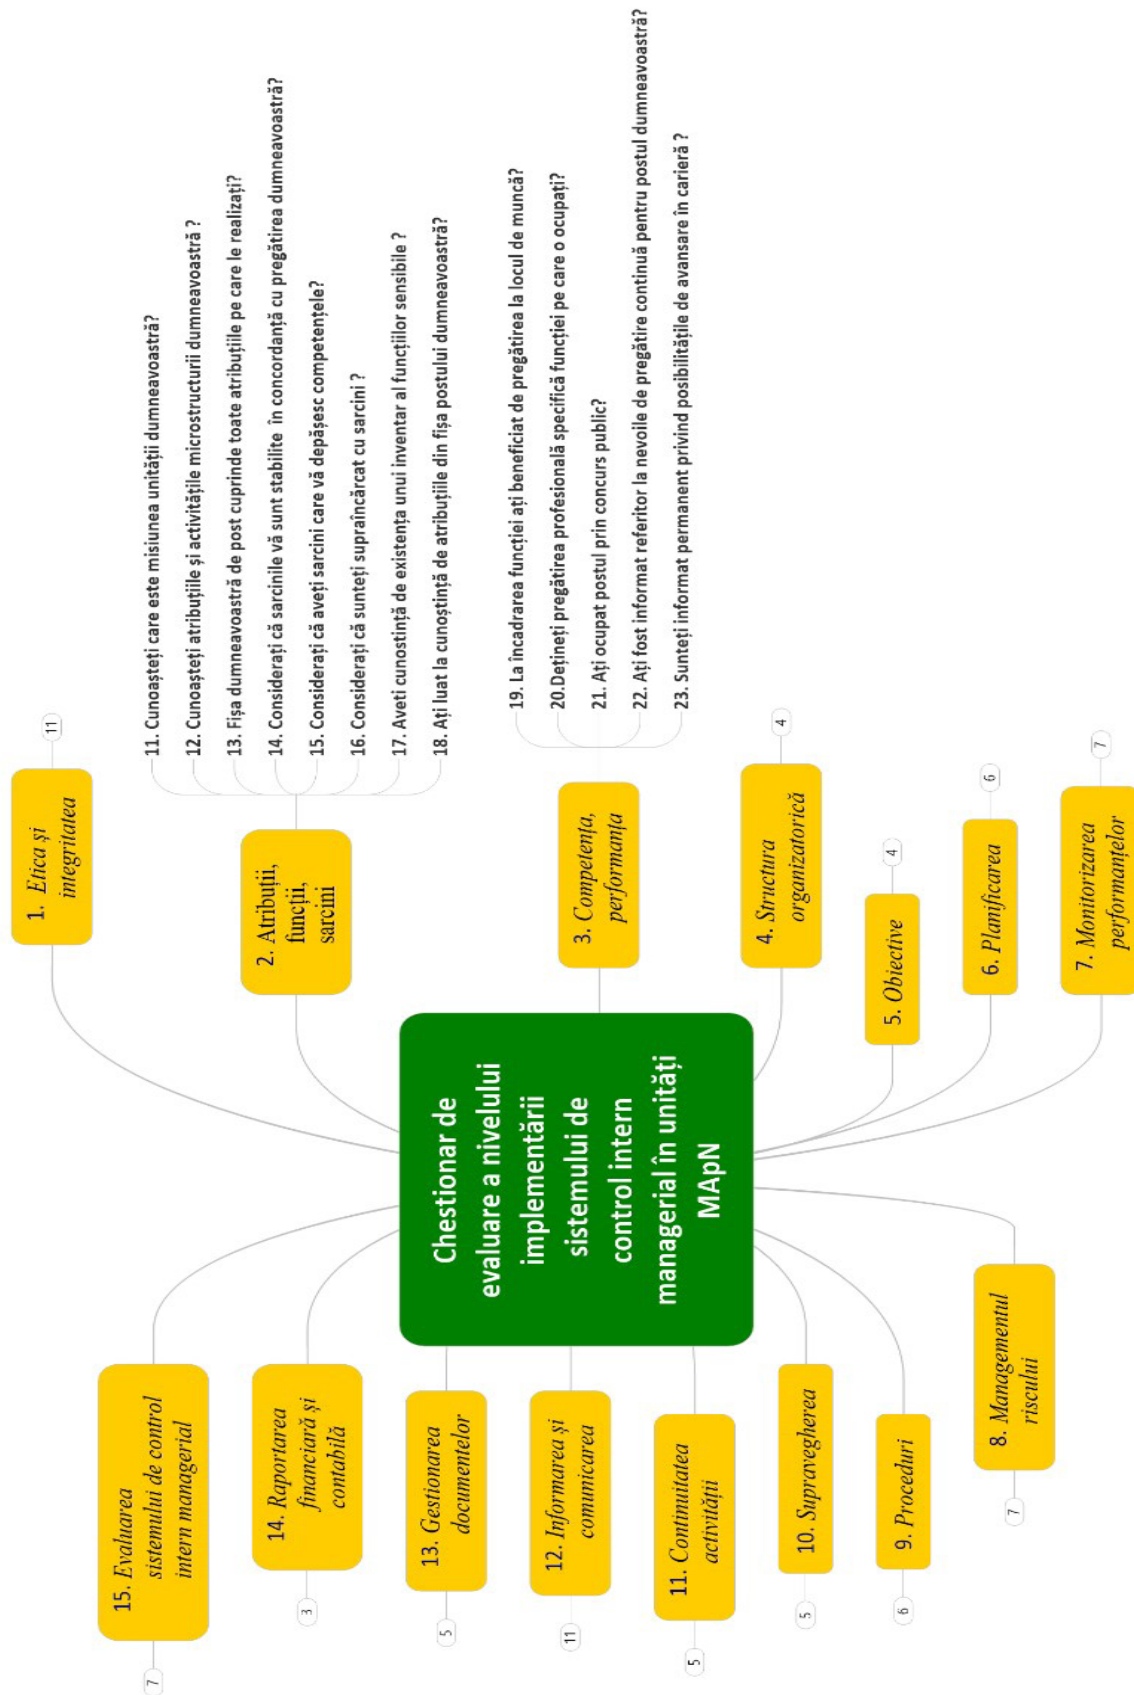 Chestionar de
evaluare a nivelului
implementării
sistemului de
control intern
managerial în unități
MApN
1. Etica și
integritatea
11
2. Atribuții,
funcții,
sarcini
11. Cunoașteți care este misiunea unității dumneavoastră?
12. Cunoașteți atribuțiile și activitățile microstructurii dumneavoastră ?
13. Fișa dumneavoastră de post cuprinde toate atribuțiile pe care le realizați?
14. Considerați că sarcinile vă sunt stabilite în concordanță cu pregătirea dumneavoastră?
15. Considerați că aveți sarcini care vă depășesc competențele?
16. Considerați că sunteți supraîncărcat cu sarcini ?
17. Aveti cunostință de existența unui inventar al funcțiilor sensibile ?
18. Ați luat la cunoștință de atribuțiile din fișa postului dumneavoastră?
3. Competența,
performanța
19. La încadrarea funcției ați beneficiat de pregătirea la locul de muncă?
20.Dețineți pregătirea profesională specifică funcției pe care o ocupați?
21. Ați ocupat postul prin concurs public?
22. Ați fost informat referitor la nevoile de pregătire continuă pentru postul dumneavoastră?
23. Sunteți informat permanent privind posibilitățile de avansare în carieră ?
4. Structura
organizatorică
4
5. Obiective
4
6. Planificarea
6
7. Monitorizarea
performanțelor
7
8. Managementul
riscului
7
9. Proceduri
6
10. Supravegherea
5
11. Continuitatea
activității
5
12. Informarea și
comunicarea
11
13. Gestionarea
documentelor
5
14. Raportarea
financiară și
contabilă
3
15. Evaluarea
sistemului de control
intern managerial
7